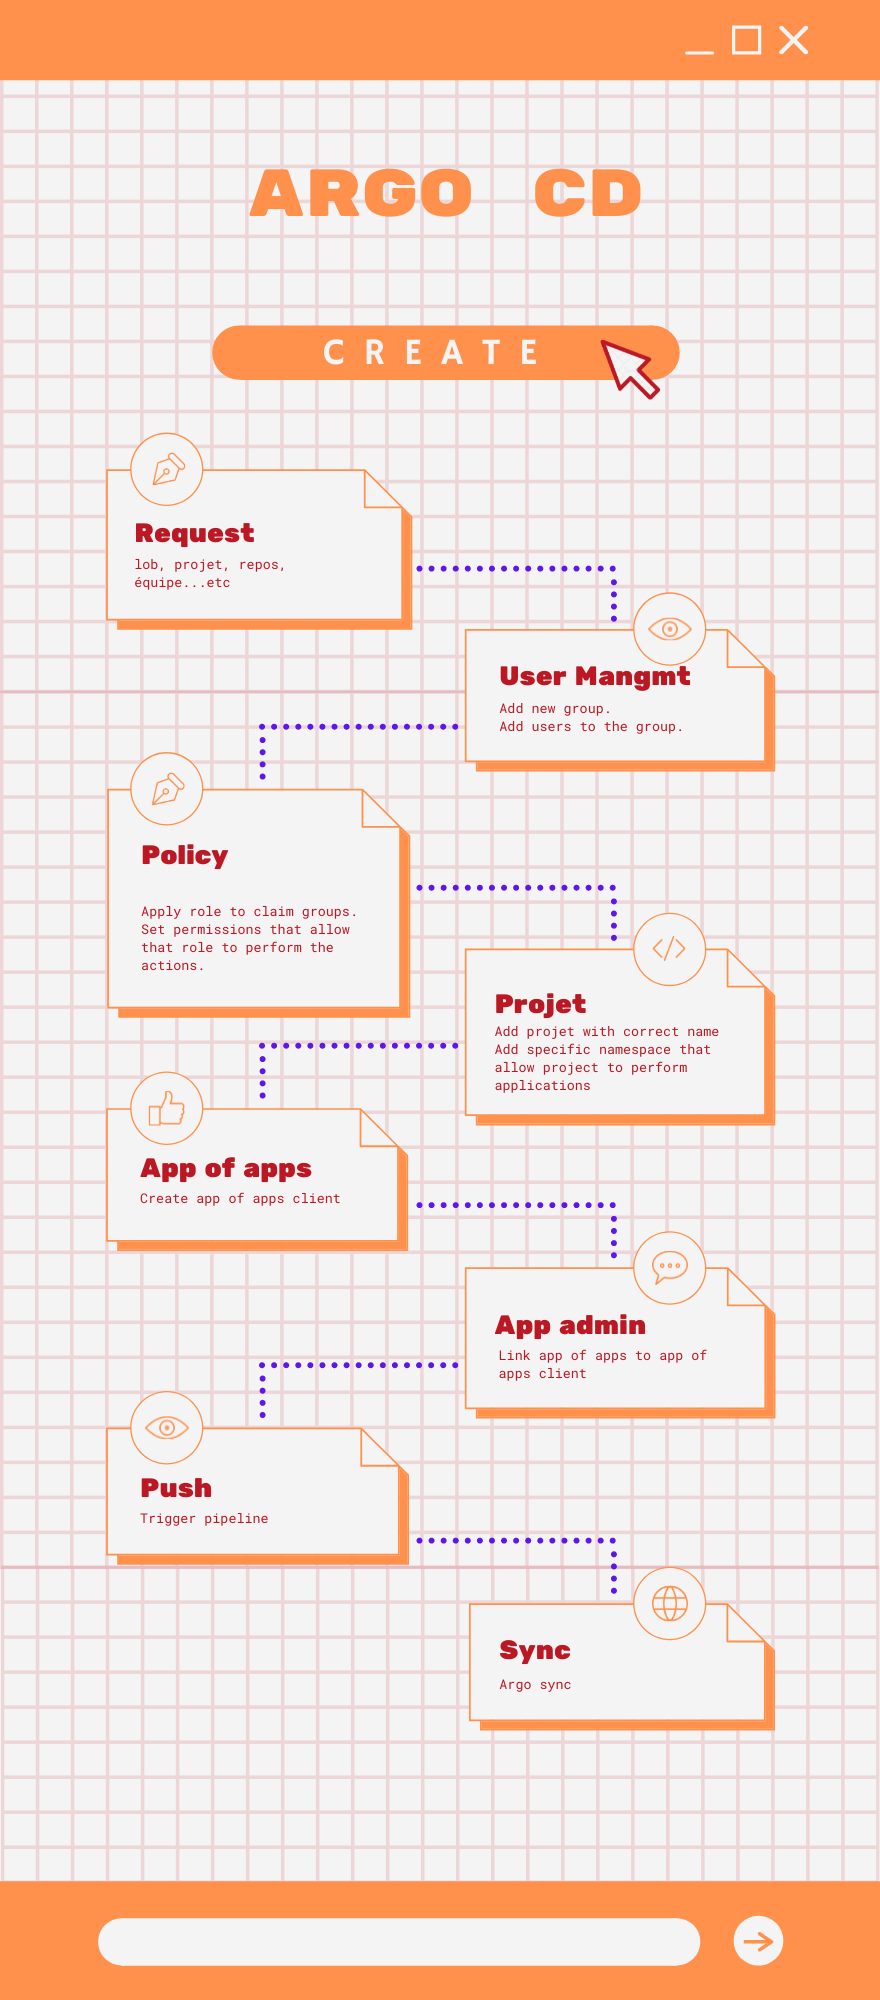 ARGO CD
CREATE
Request
lob, projet, repos,
équipe...etc
User Mangmt
Add new group.
Add users to the group.
Policy
Apply role to claim groups.
Set permissions that allow
that role to perform the
actions.
Projet
Add projet with correct name
Add specific namespace that
allow project to perform
applications
App of apps
Create app of apps client
App admin
Link app of apps to app of
apps client
Push
Trigger pipeline
Sync
Argo sync